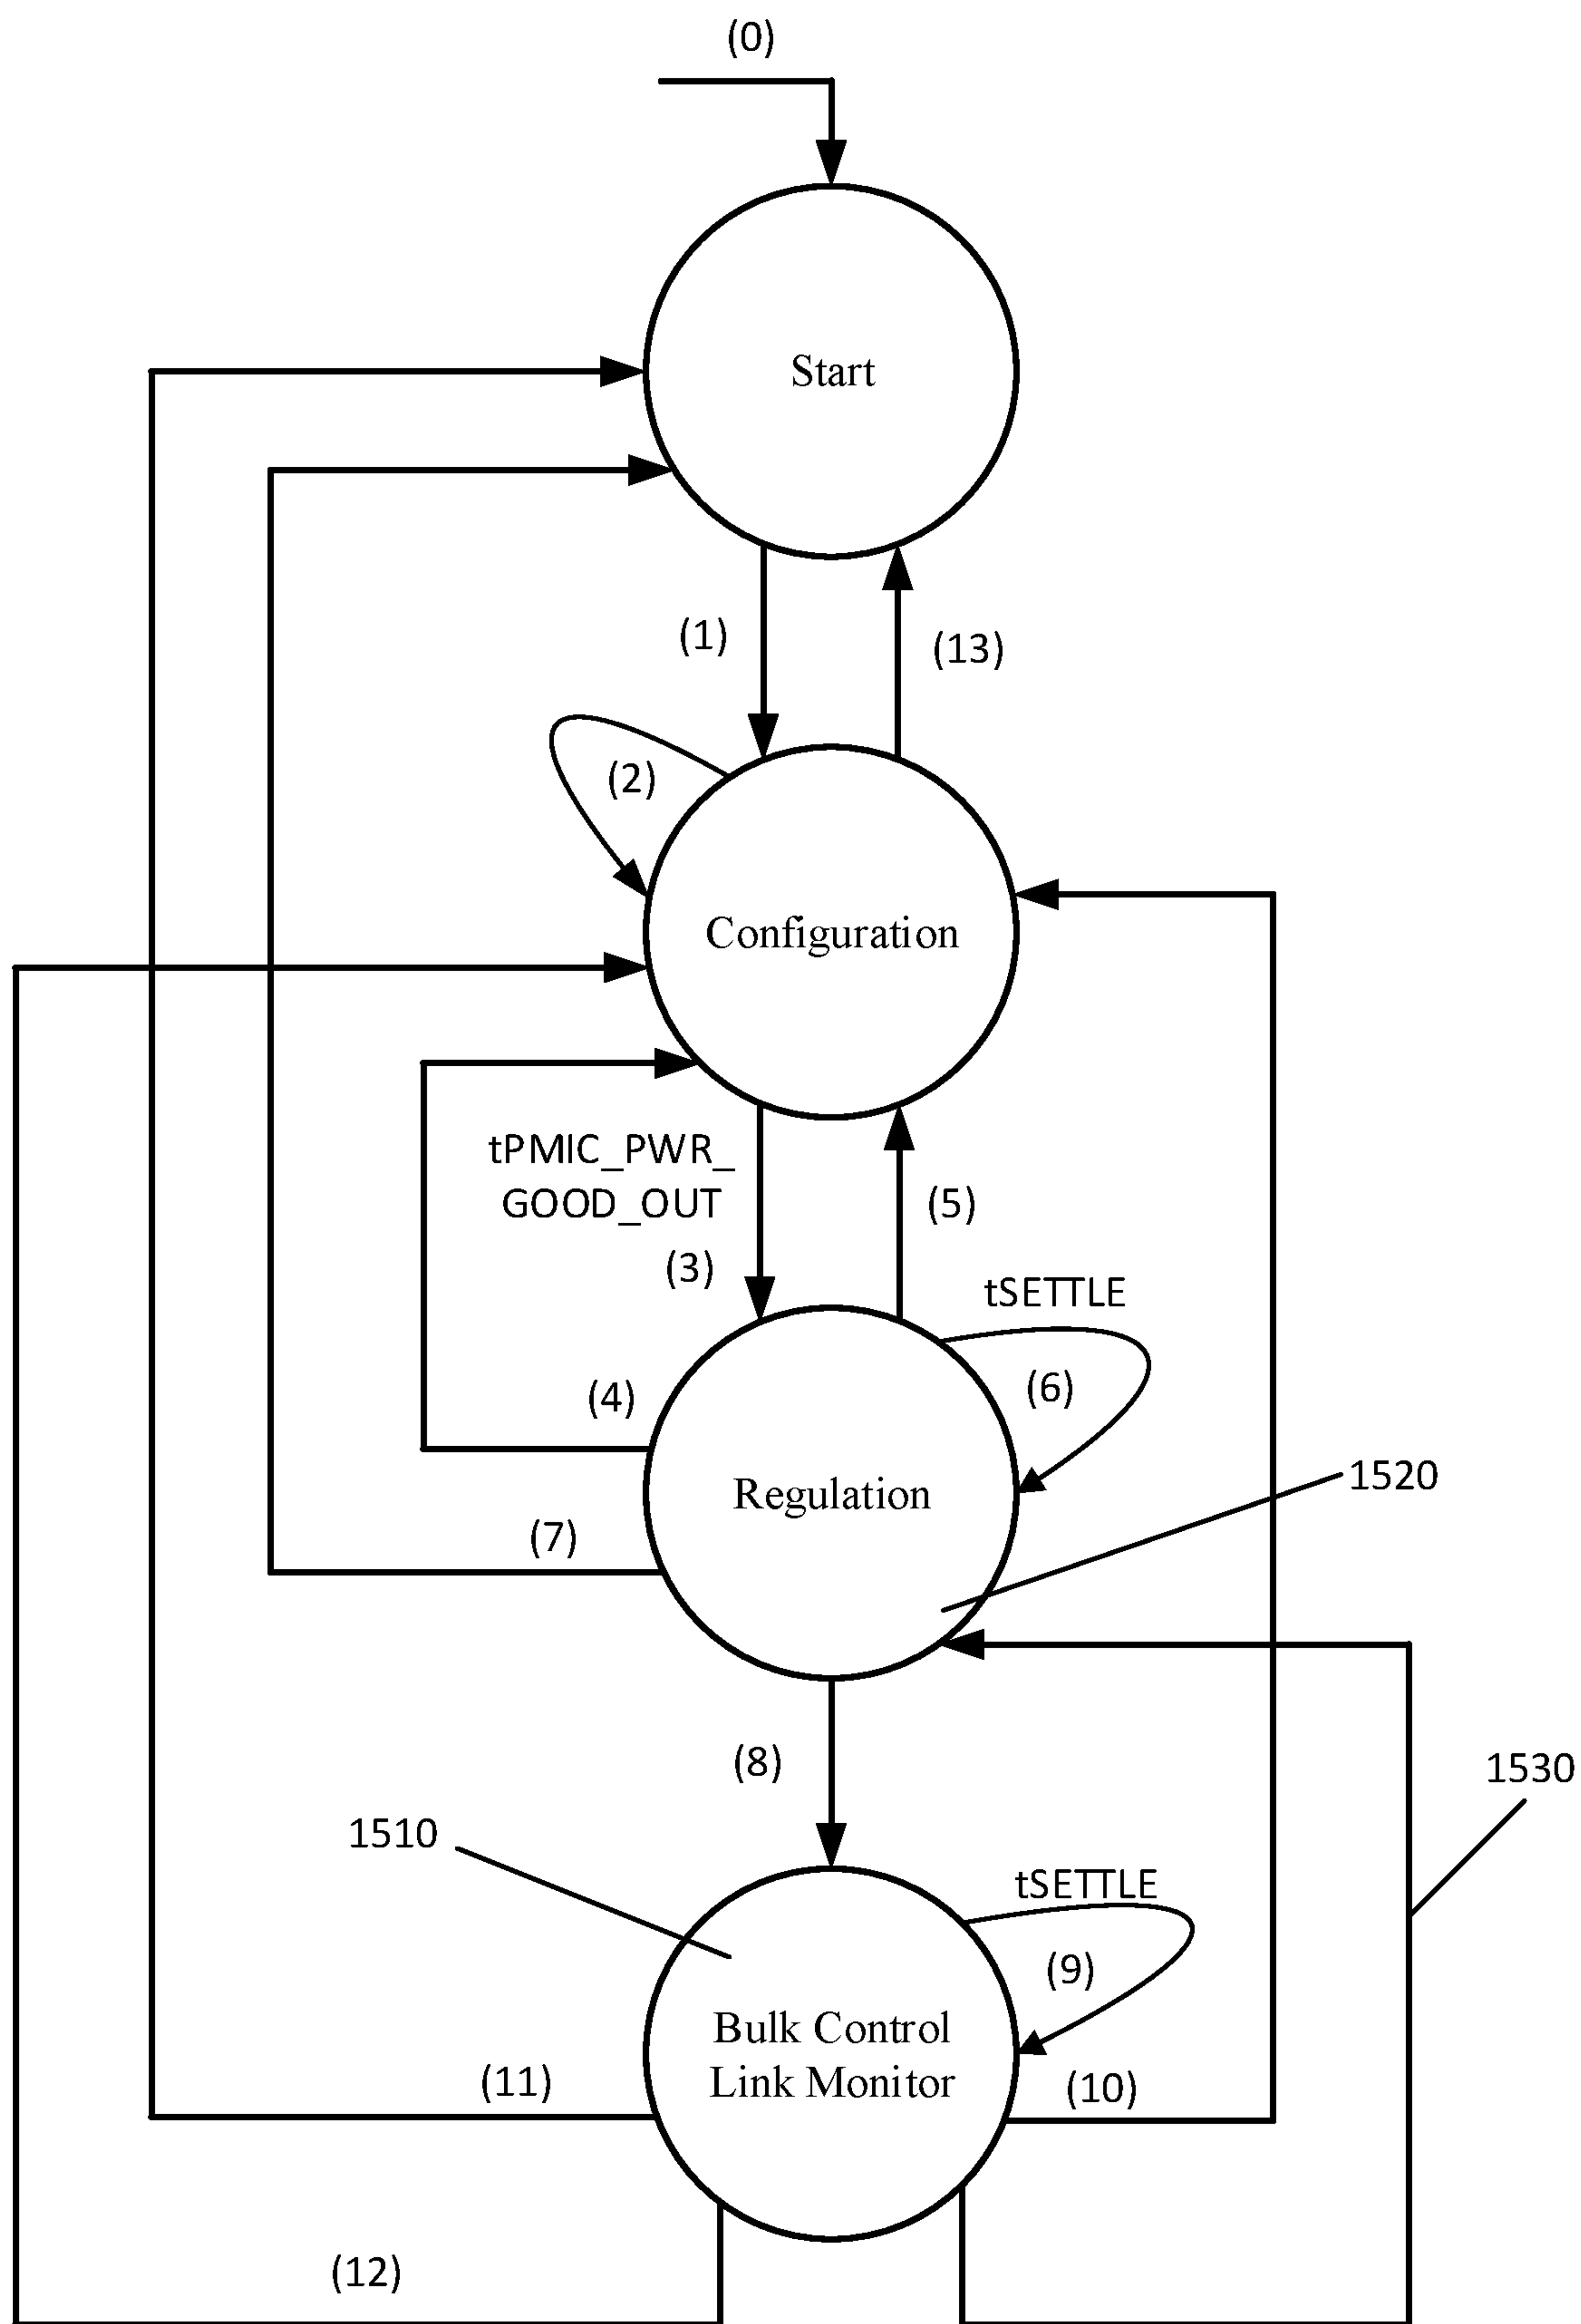 (0)
Start
(1)
(13)
(2)
Configuration
tPMIC_PWR_
GOOD_OUT
(5)
(3)
tSETTLE
(4)
(6)
1520
Regulation
(7)
(8)
1530
1510
tSETTLE
(9)
Bulk Control
Link Monitor
(11)
(10)
(12)